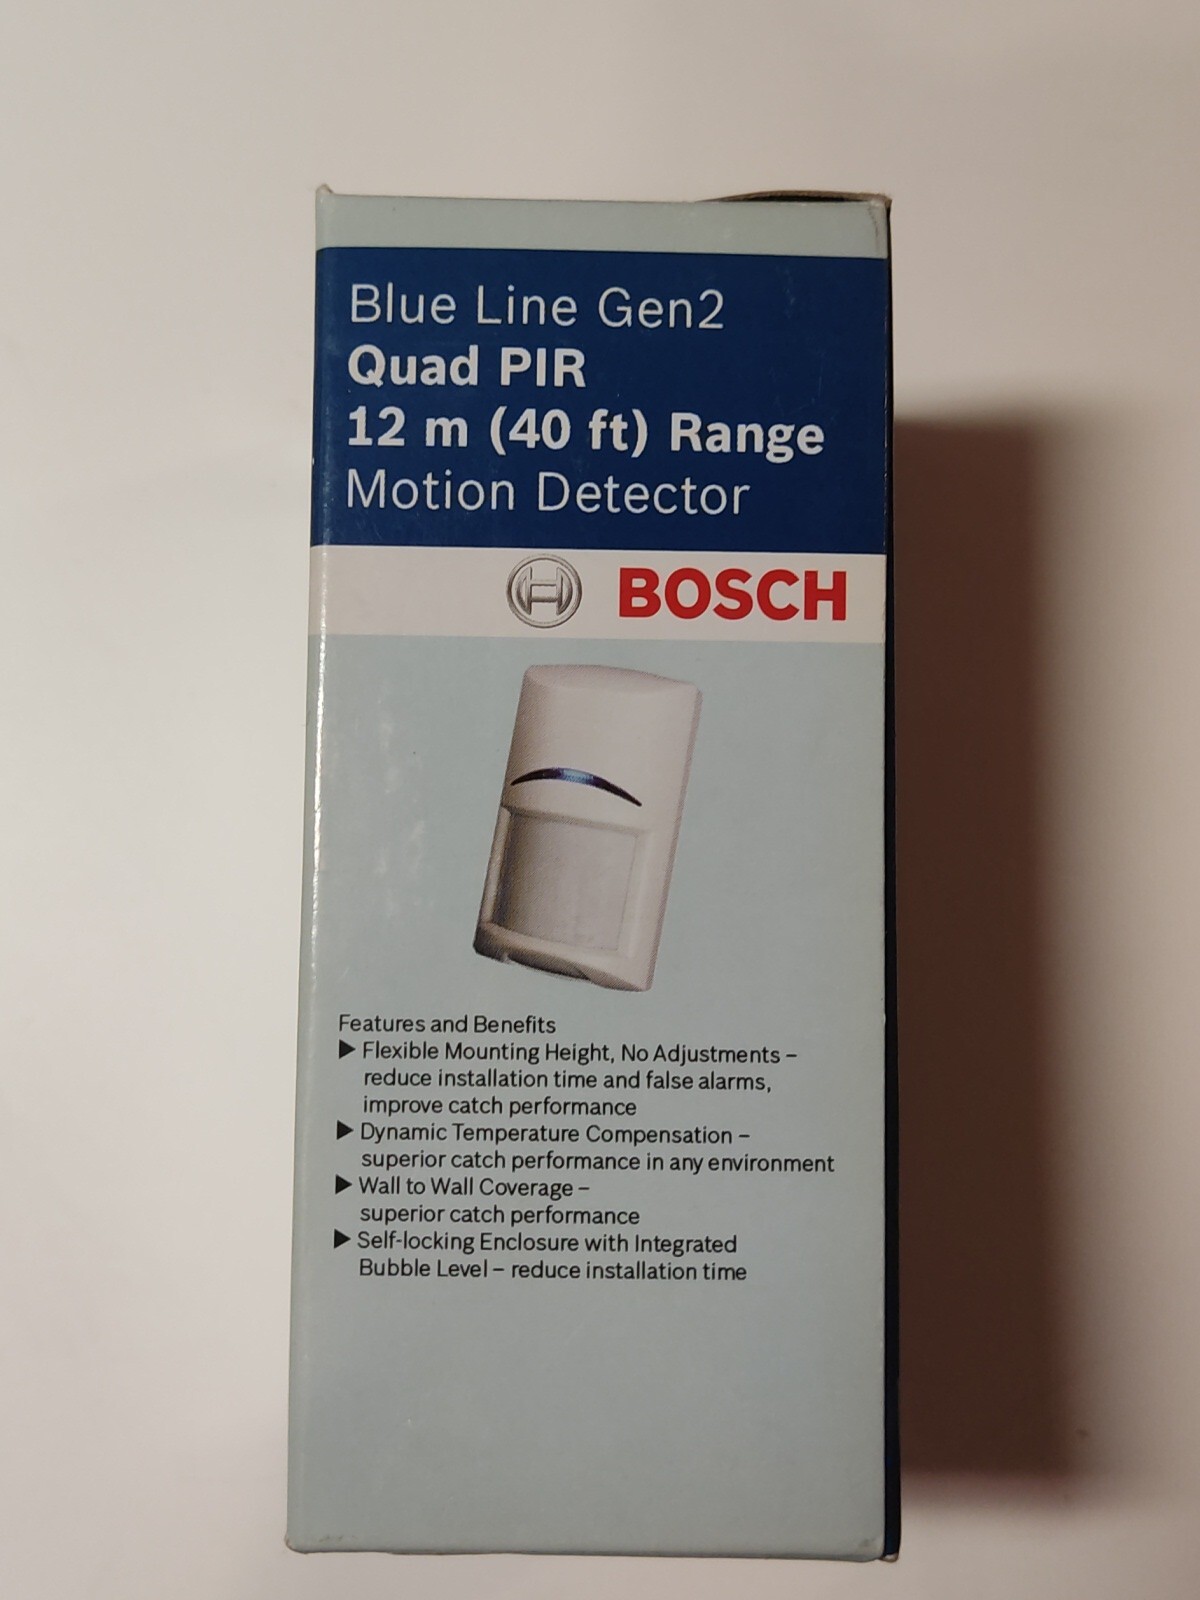 Blue Line Gen2
Quad PIR
12 m (40 ft) Range
Motion Detector
BOSCH
Features and Benefits
▶ Flexible Mounting Height, No Adjustments –
reduce installation time and false alarms,
improve catch performance
▶ Dynamic Temperature Compensation –
superior catch performance in any environment
▶ Wall to Wall Coverage –
superior catch performance
▶ Self-locking Enclosure with Integrated
Bubble Level – reduce installation time